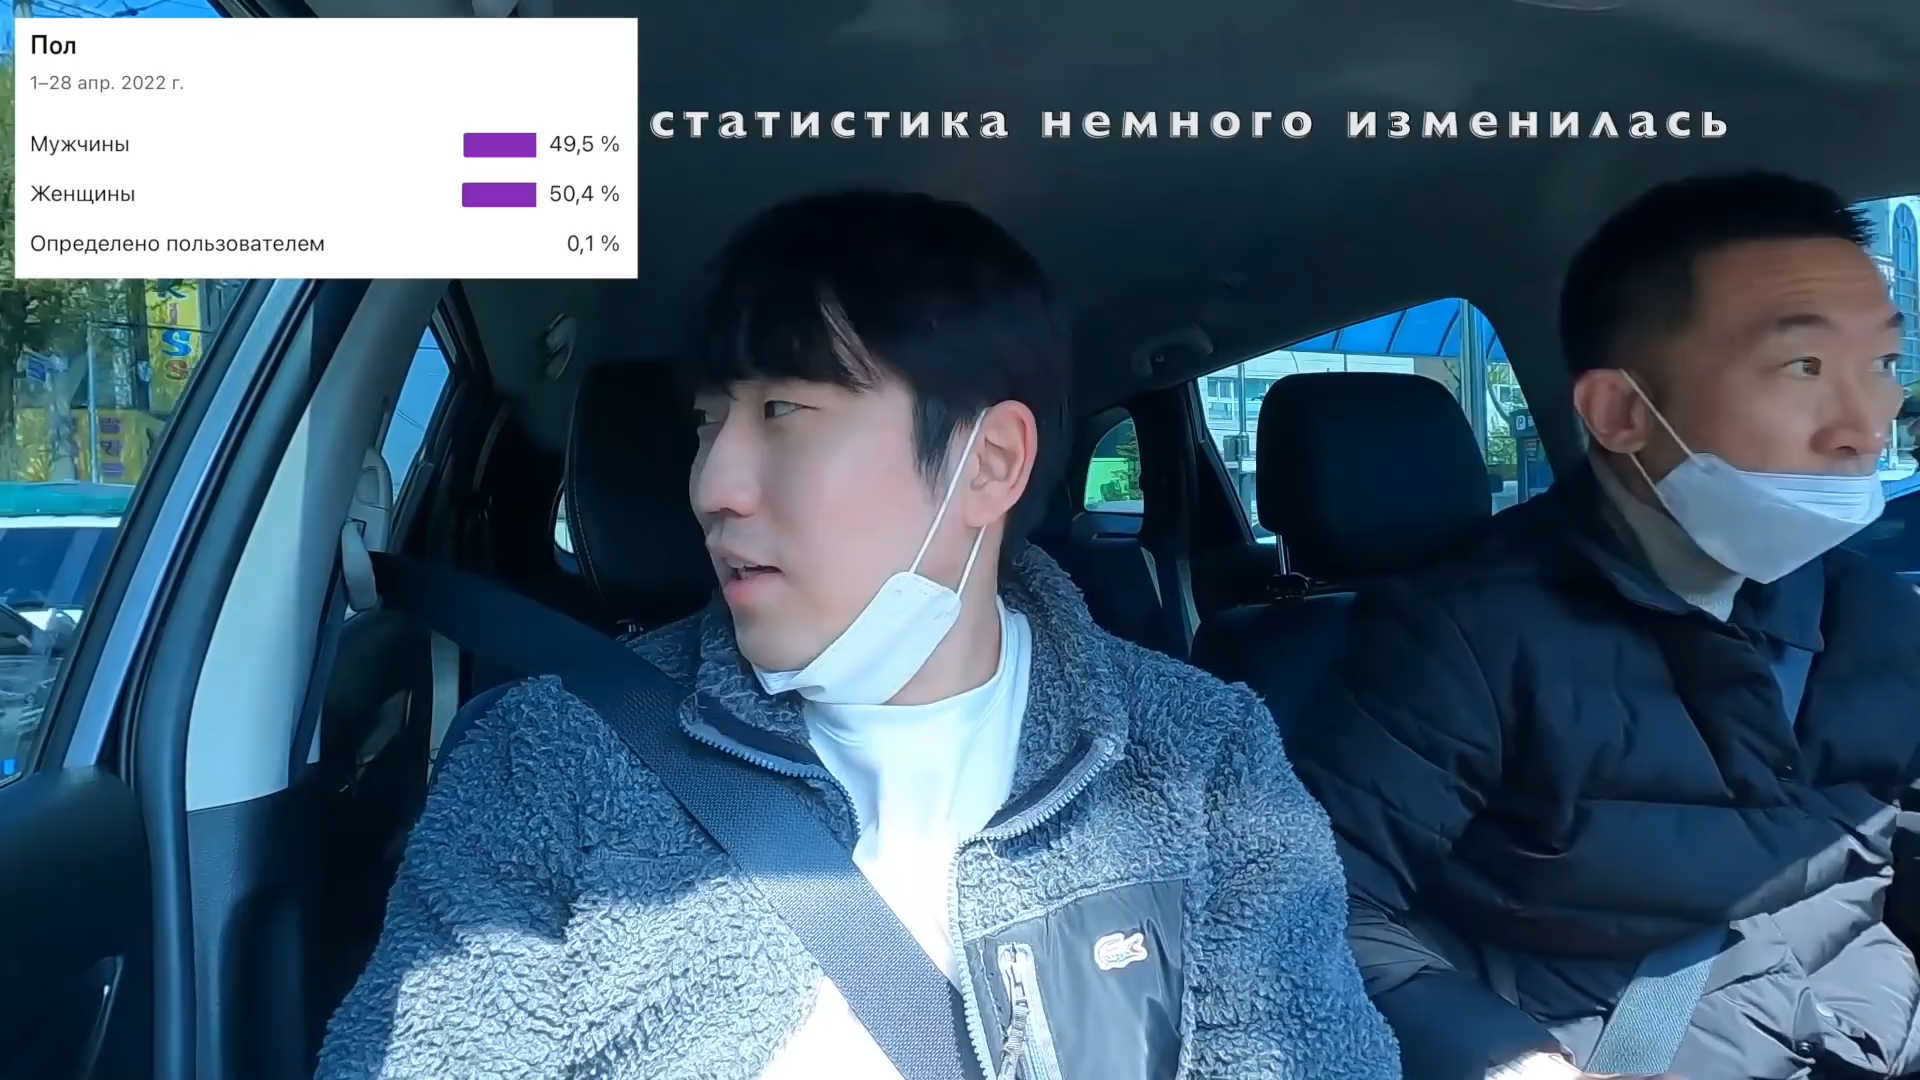 Пол
1–28 апр. 2022 г.
статистика немного изменилась
Мужчины 49,5 %
Женщины 50,4 %
Определено пользователем 0,1 %